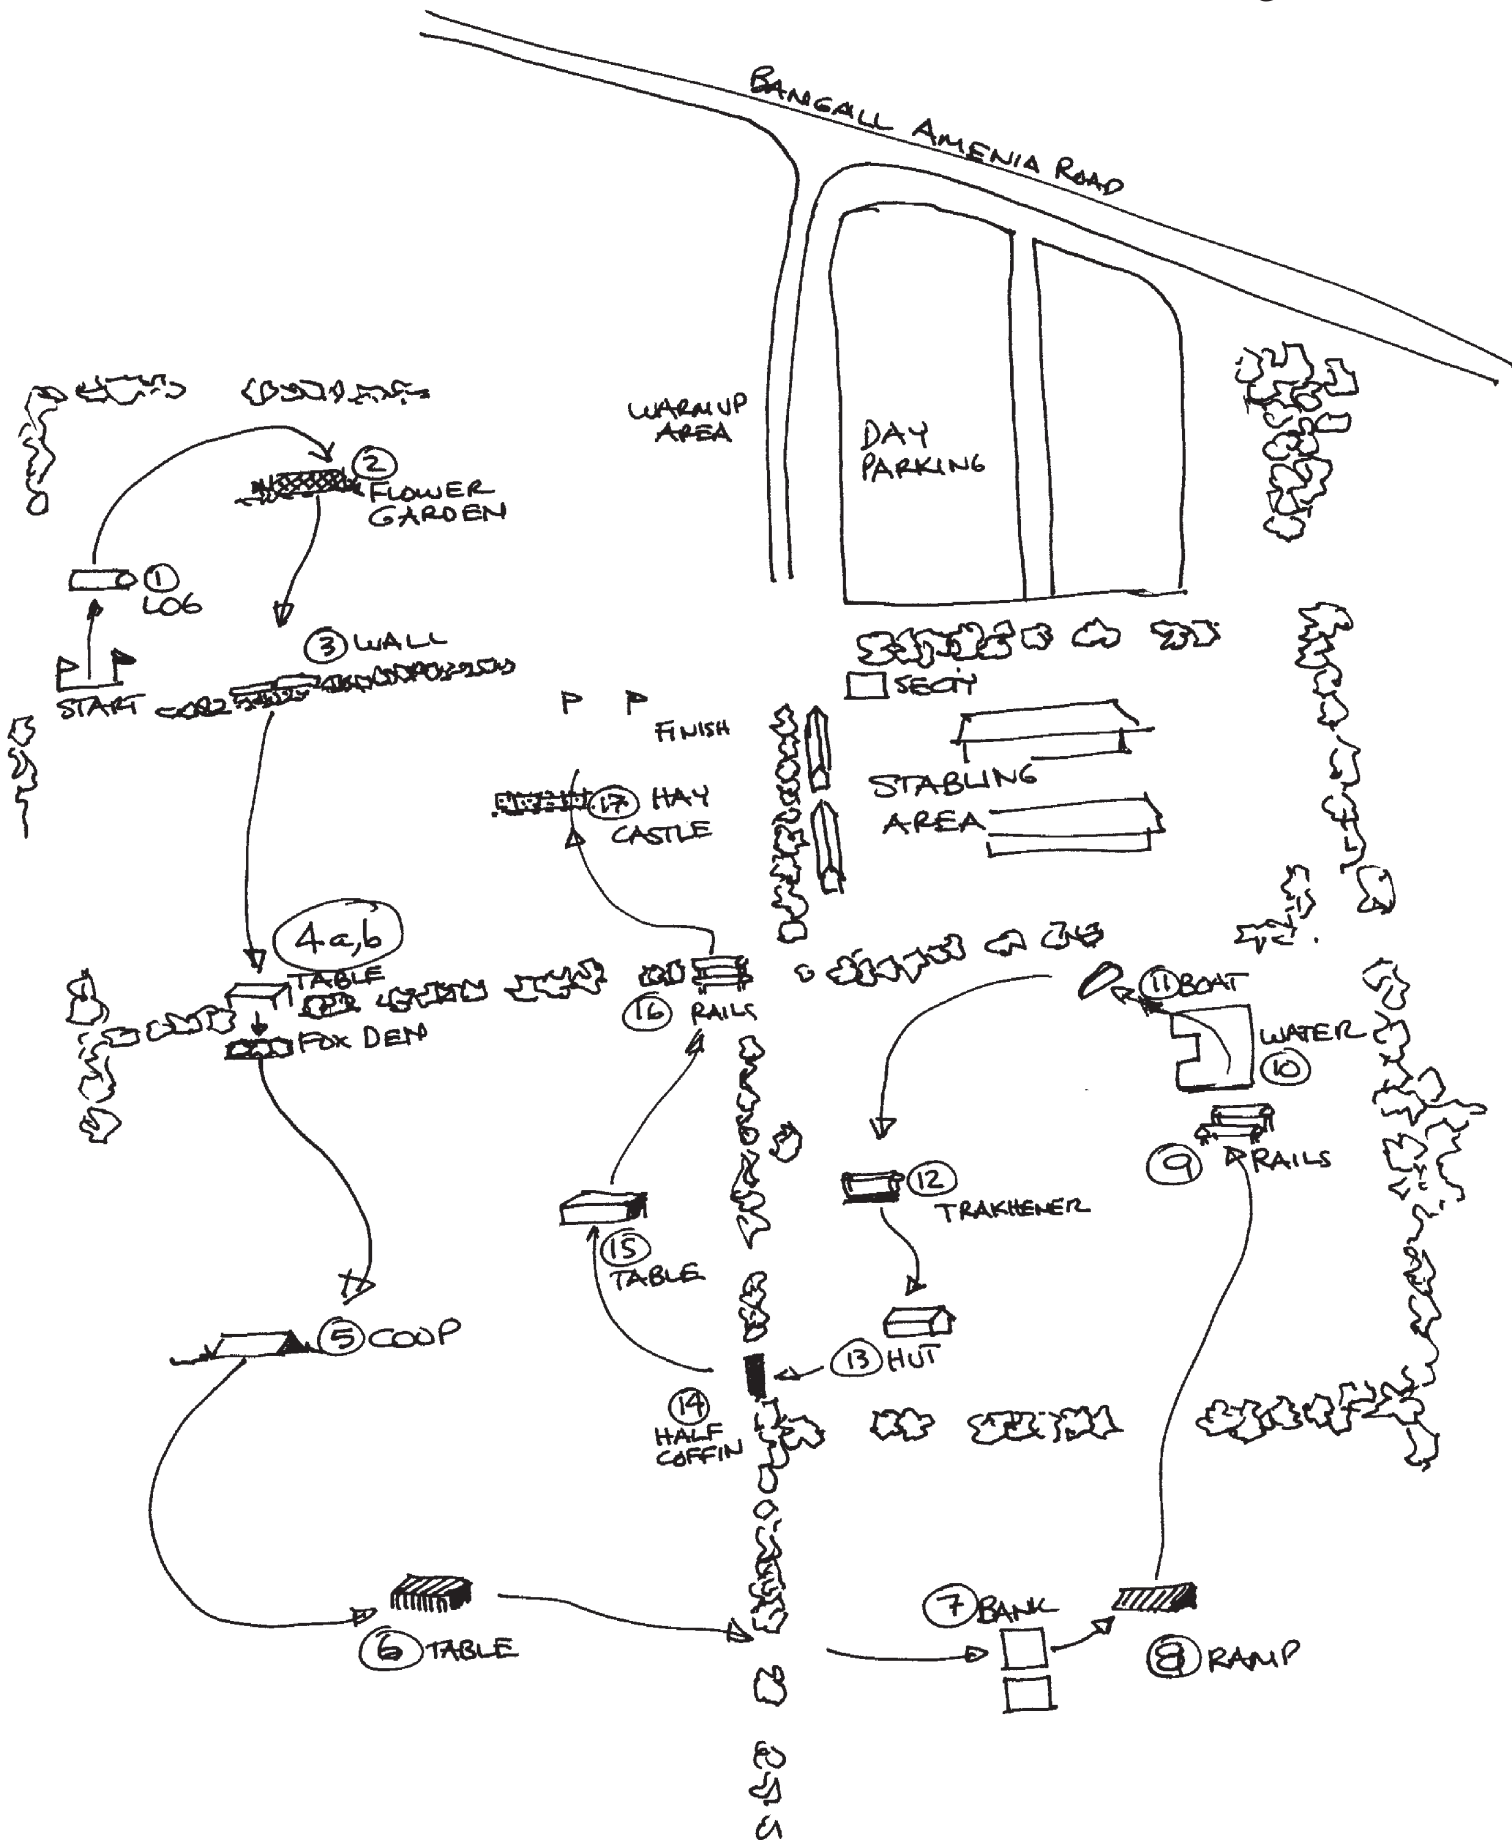 BANGALL AMENIA ROAD
WARMUP
AREA
DAY
PARKING
2
FLOWER
GARDEN
1
LOG
3 WALL
START
SECTY
FINISH
STABLING
AREA
17 HAY
CASTLE
4a,b
TABLE
FOX DEN
16 RAILS
11 BOAT
WATER
10
9 RAILS
12
TRAKHENER
15
TABLE
5 COOP
13 HUT
14
HALF
COFFIN
7 BANK
6 TABLE
8 RAMP